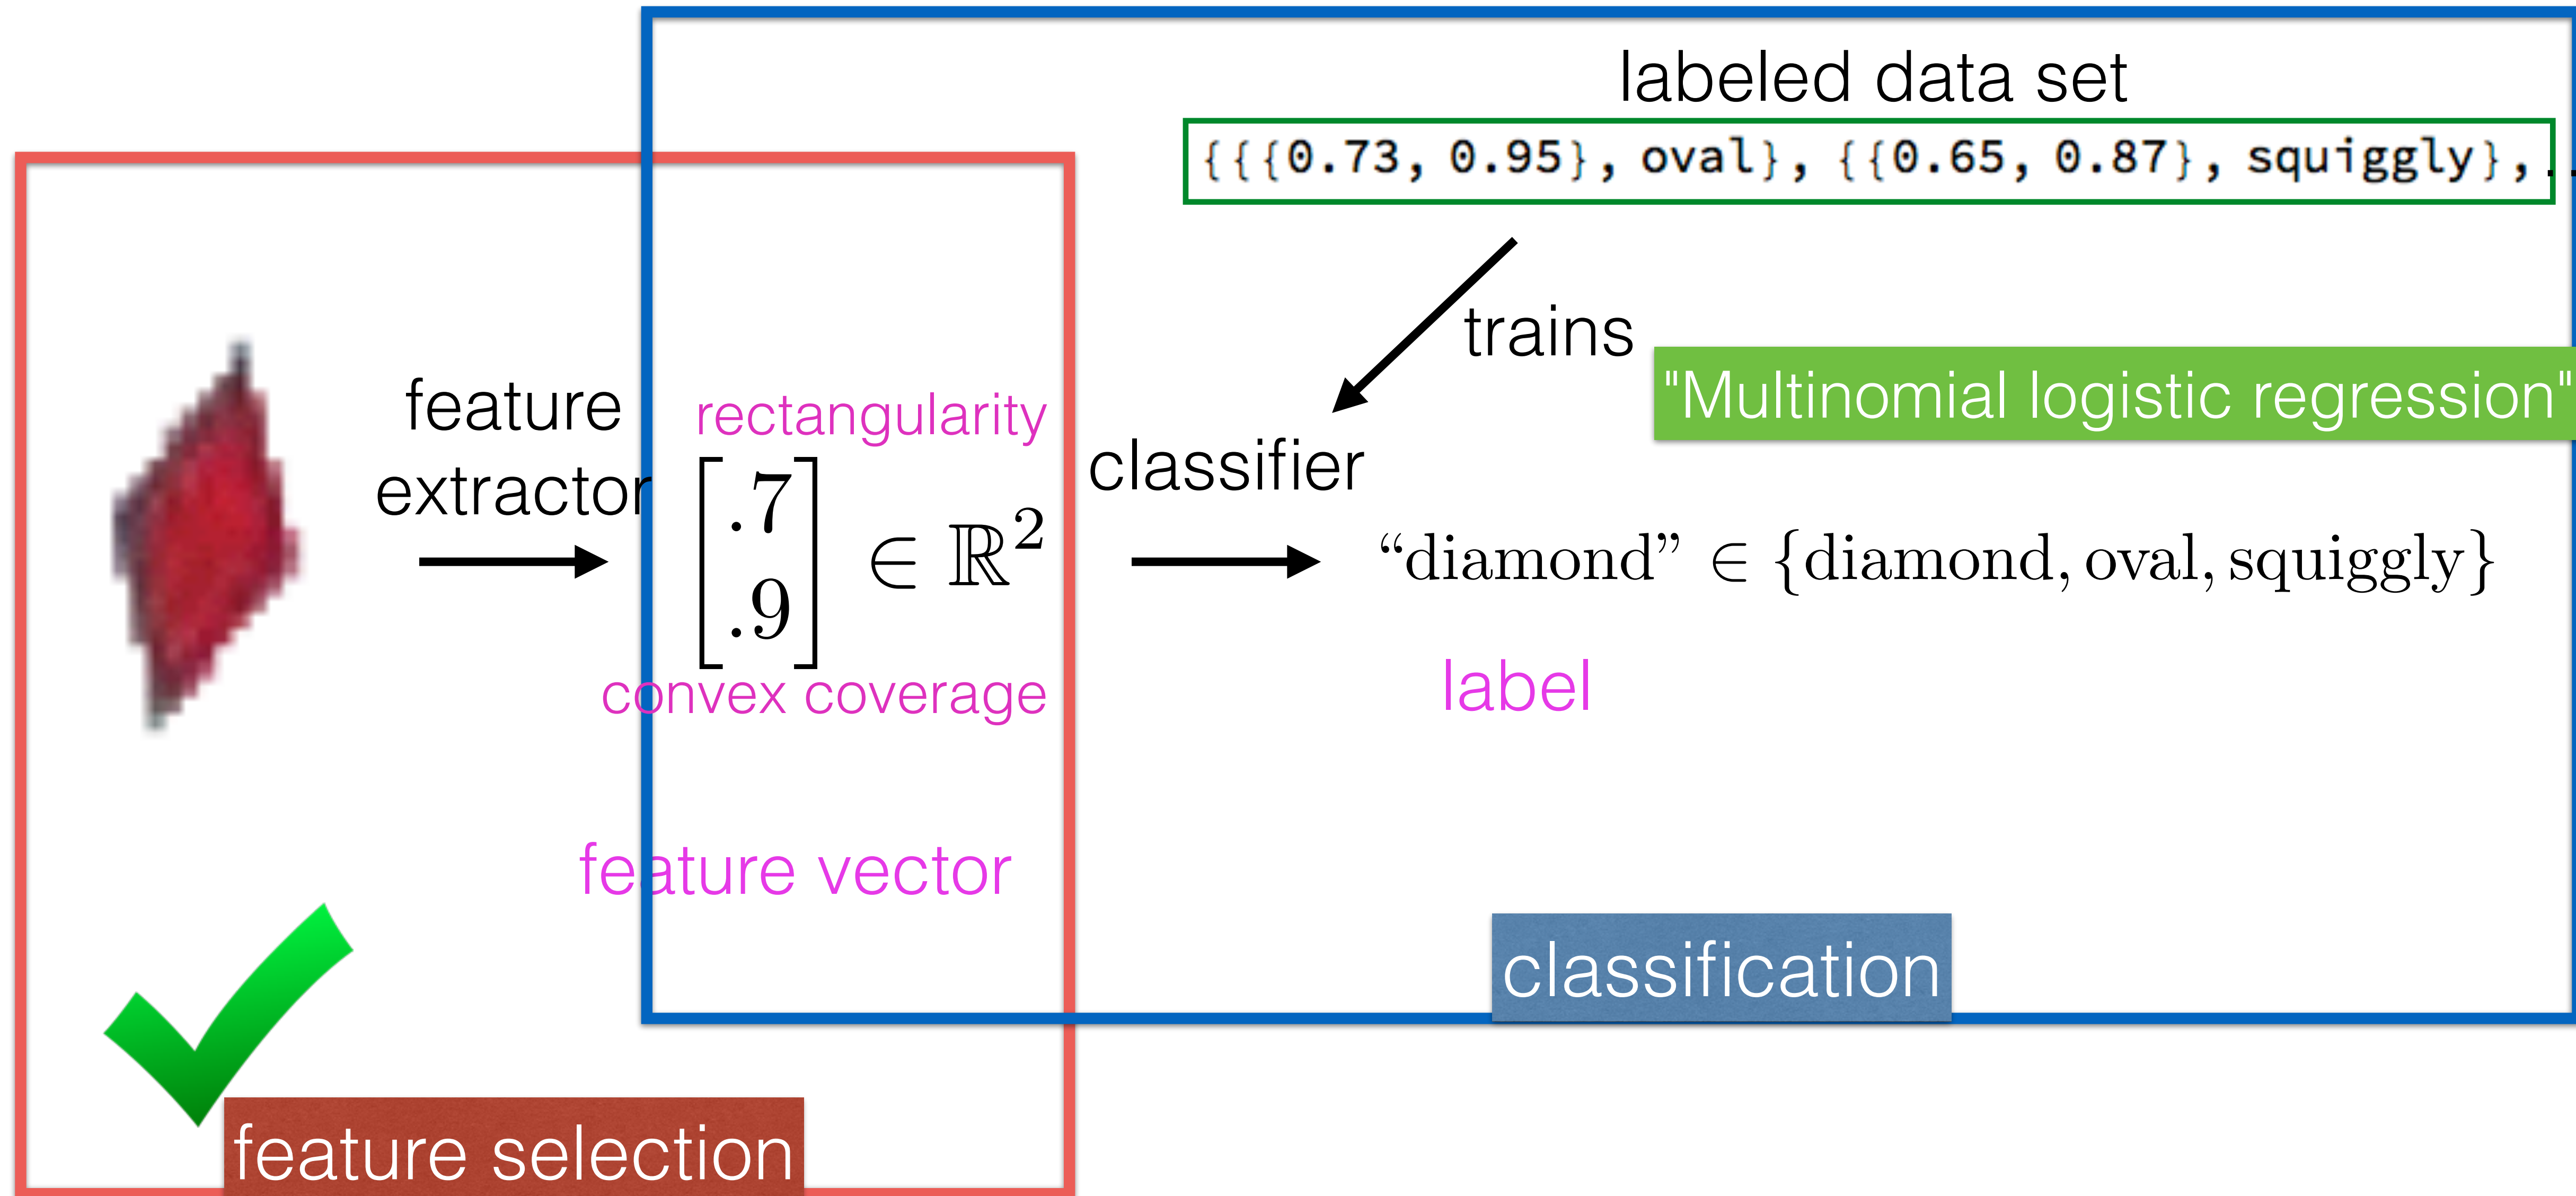 labeled data set
{{{0.73, 0.95}, oval}, {{0.65, 0.87}, squiggly}, ..
trains
"Multinomial logistic regression"
feature
extractor
rectangularity
[.7
.9] ∈ ℝ²
convex coverage
feature vector
classifier
“diamond” ∈ {diamond, oval, squiggly}
label
classification
feature selection